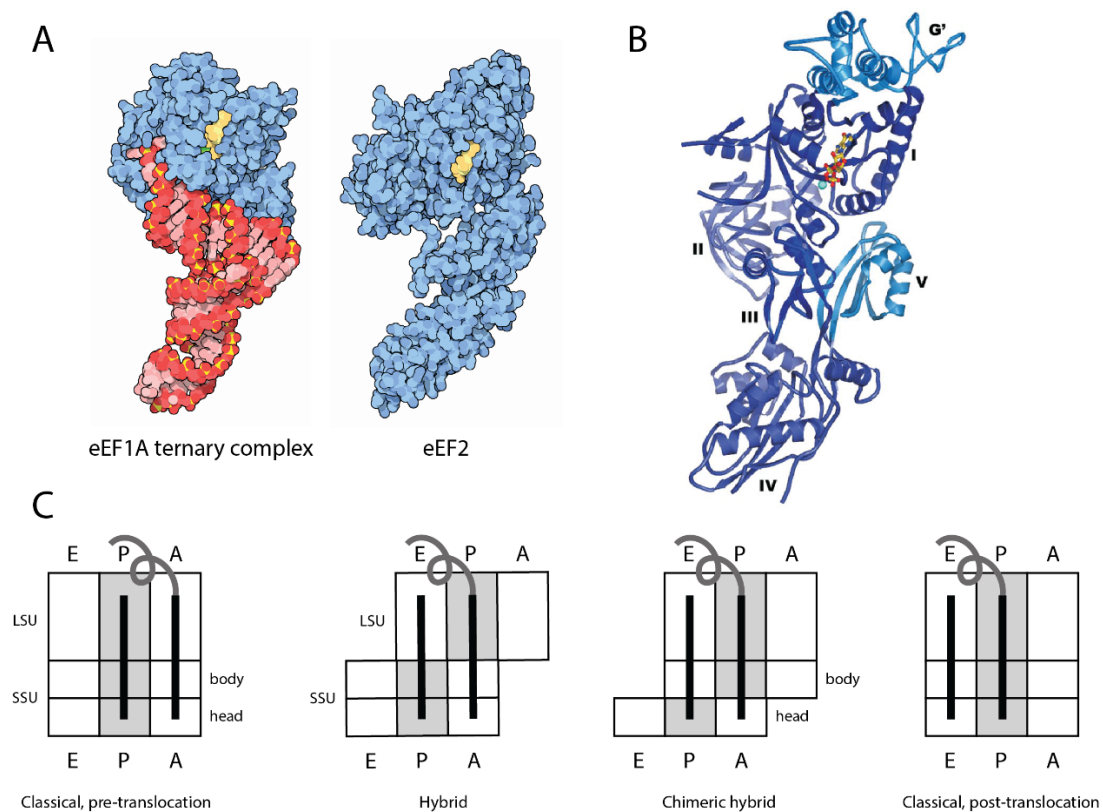 A
B
G'
I
II
V
III
IV
eEF1A ternary complex
eEF2
C
E P A
E P A
E P A
E P A
LSU
LSU
body
body
SSU
SSU
head
head
E P A
E P A
E P A
E P A
Classical, pre-translocation
Hybrid
Chimeric hybrid
Classical, post-translocation